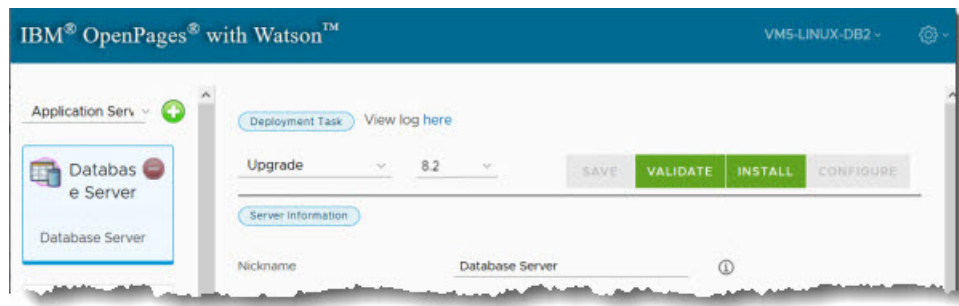 IBM® OpenPages® with Watson™
VM5-LINUX-DB2
Application Serv
Deployment Task View log here
Upgrade 8.2 SAVE VALIDATE INSTALL CONFIGURE
Databas
e Server
Database Server
Server Information
Nickname Database Server